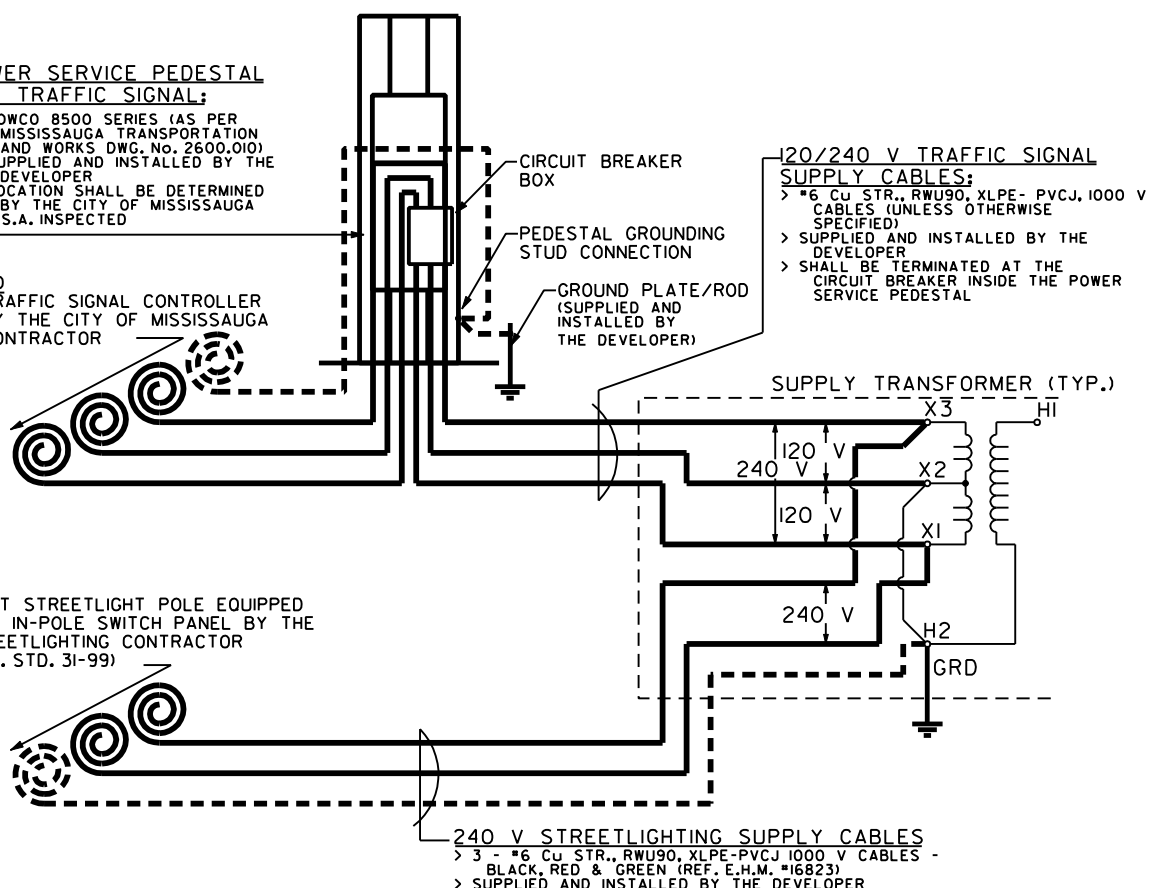 WER SERVICE PEDESTAL
TRAFFIC SIGNAL:
OWCO 8500 SERIES (AS PER
MISSISSAUGA TRANSPORTATION
AND WORKS DWG. No. 2600.010)
UPPLIED AND INSTALLED BY THE
DEVELOPER
OCATION SHALL BE DETERMINED
BY THE CITY OF MISSISSAUGA
S.A. INSPECTED
RAFFIC SIGNAL CONTROLLER
Y THE CITY OF MISSISSAUGA
ONTRACTOR
CIRCUIT BREAKER
BOX
PEDESTAL GROUNDING
STUD CONNECTION
GROUND PLATE/ROD
(SUPPLIED AND
INSTALLED BY
THE DEVELOPER)
120/240 V TRAFFIC SIGNAL
SUPPLY CABLES:
> #6 Cu STR., RWU90, XLPE- PVCJ, 1000 V
CABLES (UNLESS OTHERWISE
SPECIFIED)
> SUPPLIED AND INSTALLED BY THE
DEVELOPER
> SHALL BE TERMINATED AT THE
CIRCUIT BREAKER INSIDE THE POWER
SERVICE PEDESTAL
SUPPLY TRANSFORMER (TYP.)
X3
H1
120 V
240 V
X2
120 V
X1
240 V
H2
GRD
T STREETLIGHT POLE EQUIPPED
IN-POLE SWITCH PANEL BY THE
EETLIGHTING CONTRACTOR
. STD. 31-99)
240 V STREETLIGHTING SUPPLY CABLES
> 3 - #6 Cu STR., RWU90, XLPE-PVCJ 1000 V CABLES -
BLACK, RED & GREEN (REF. E.H.M. #16823)
> SUPPLIED AND INSTALLED BY THE DEVELOPER